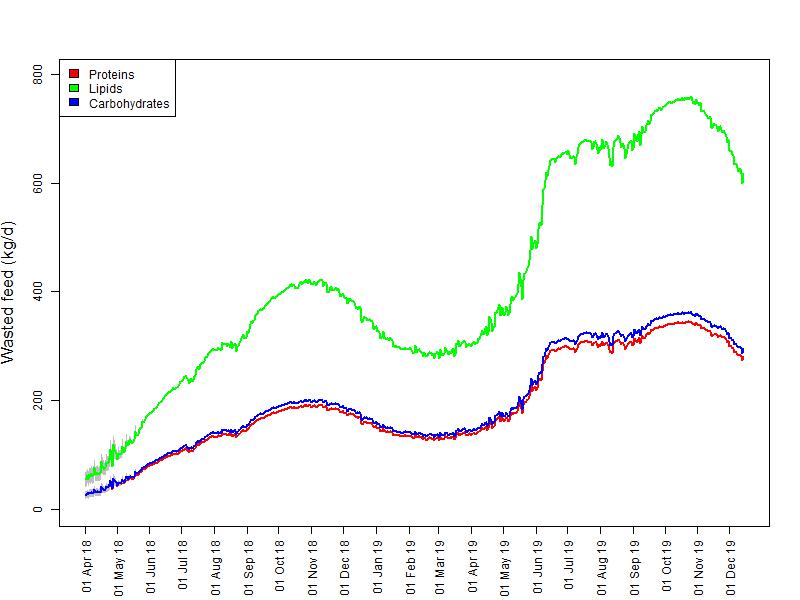 Proteins
Lipids
Carbohydrates
Wasted feed (kg/d)
800
600
400
200
0
01 Apr 18
01 May 18
01 Jun 18
01 Jul 18
01 Aug 18
01 Sep 18
01 Oct 18
01 Nov 18
01 Dec 18
01 Jan 19
01 Feb 19
01 Mar 19
01 Apr 19
01 May 19
01 Jun 19
01 Jul 19
01 Aug 19
01 Sep 19
01 Oct 19
01 Nov 19
01 Dec 19